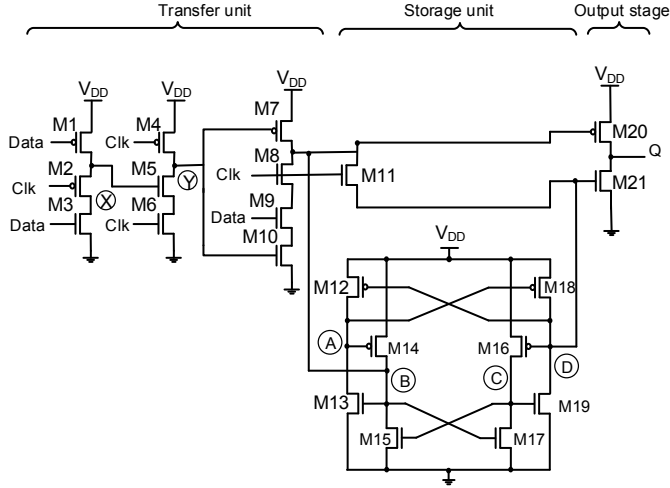 Transfer unit
Storage unit
Output stage
VDD
VDD
VDD
VDD
M1
M4
M7
M20
Data
Clk
Q
M2
M5
Y
M8
M11
M21
Clk
X
Clk
M3
M6
M9
Data
Clk
Data
M10
VDD
M12
M18
A
M14
M16
B
C
D
M13
M19
M15
M17